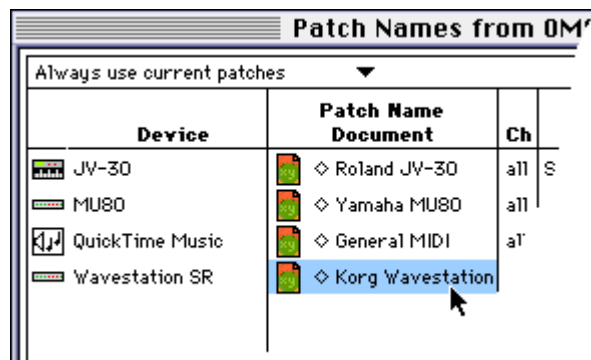 Patch Names from OM
Always use current patches
Device
Patch Name
Document
Ch
JV-30
Roland JV-30
all
S
MU80
Yamaha MU80
all
QuickTime Music
General MIDI
Wavestation SR
Korg Wavestation